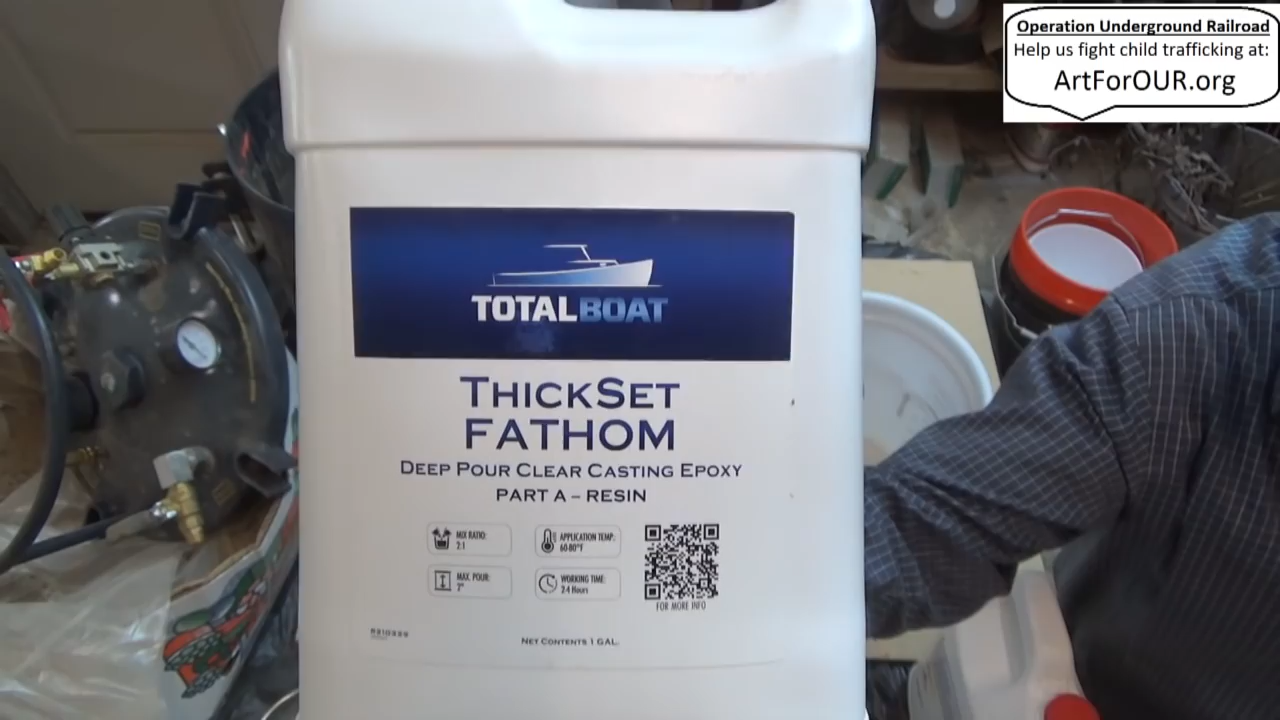 Operation Underground Railroad
Help us fight child trafficking at:
ArtForOUR.org
TOTALBOAT
THICKSET
FATHOM
DEEP POUR CLEAR CASTING EPOXY
PART A – RESIN
MIX RATIO:
2:1
APPLICATION TEMP:
60-80°F
MAX. POUR:
7"
WORKING TIME:
2-4 Hours
FOR MORE INFO
NET CONTENTS 1 GAL.